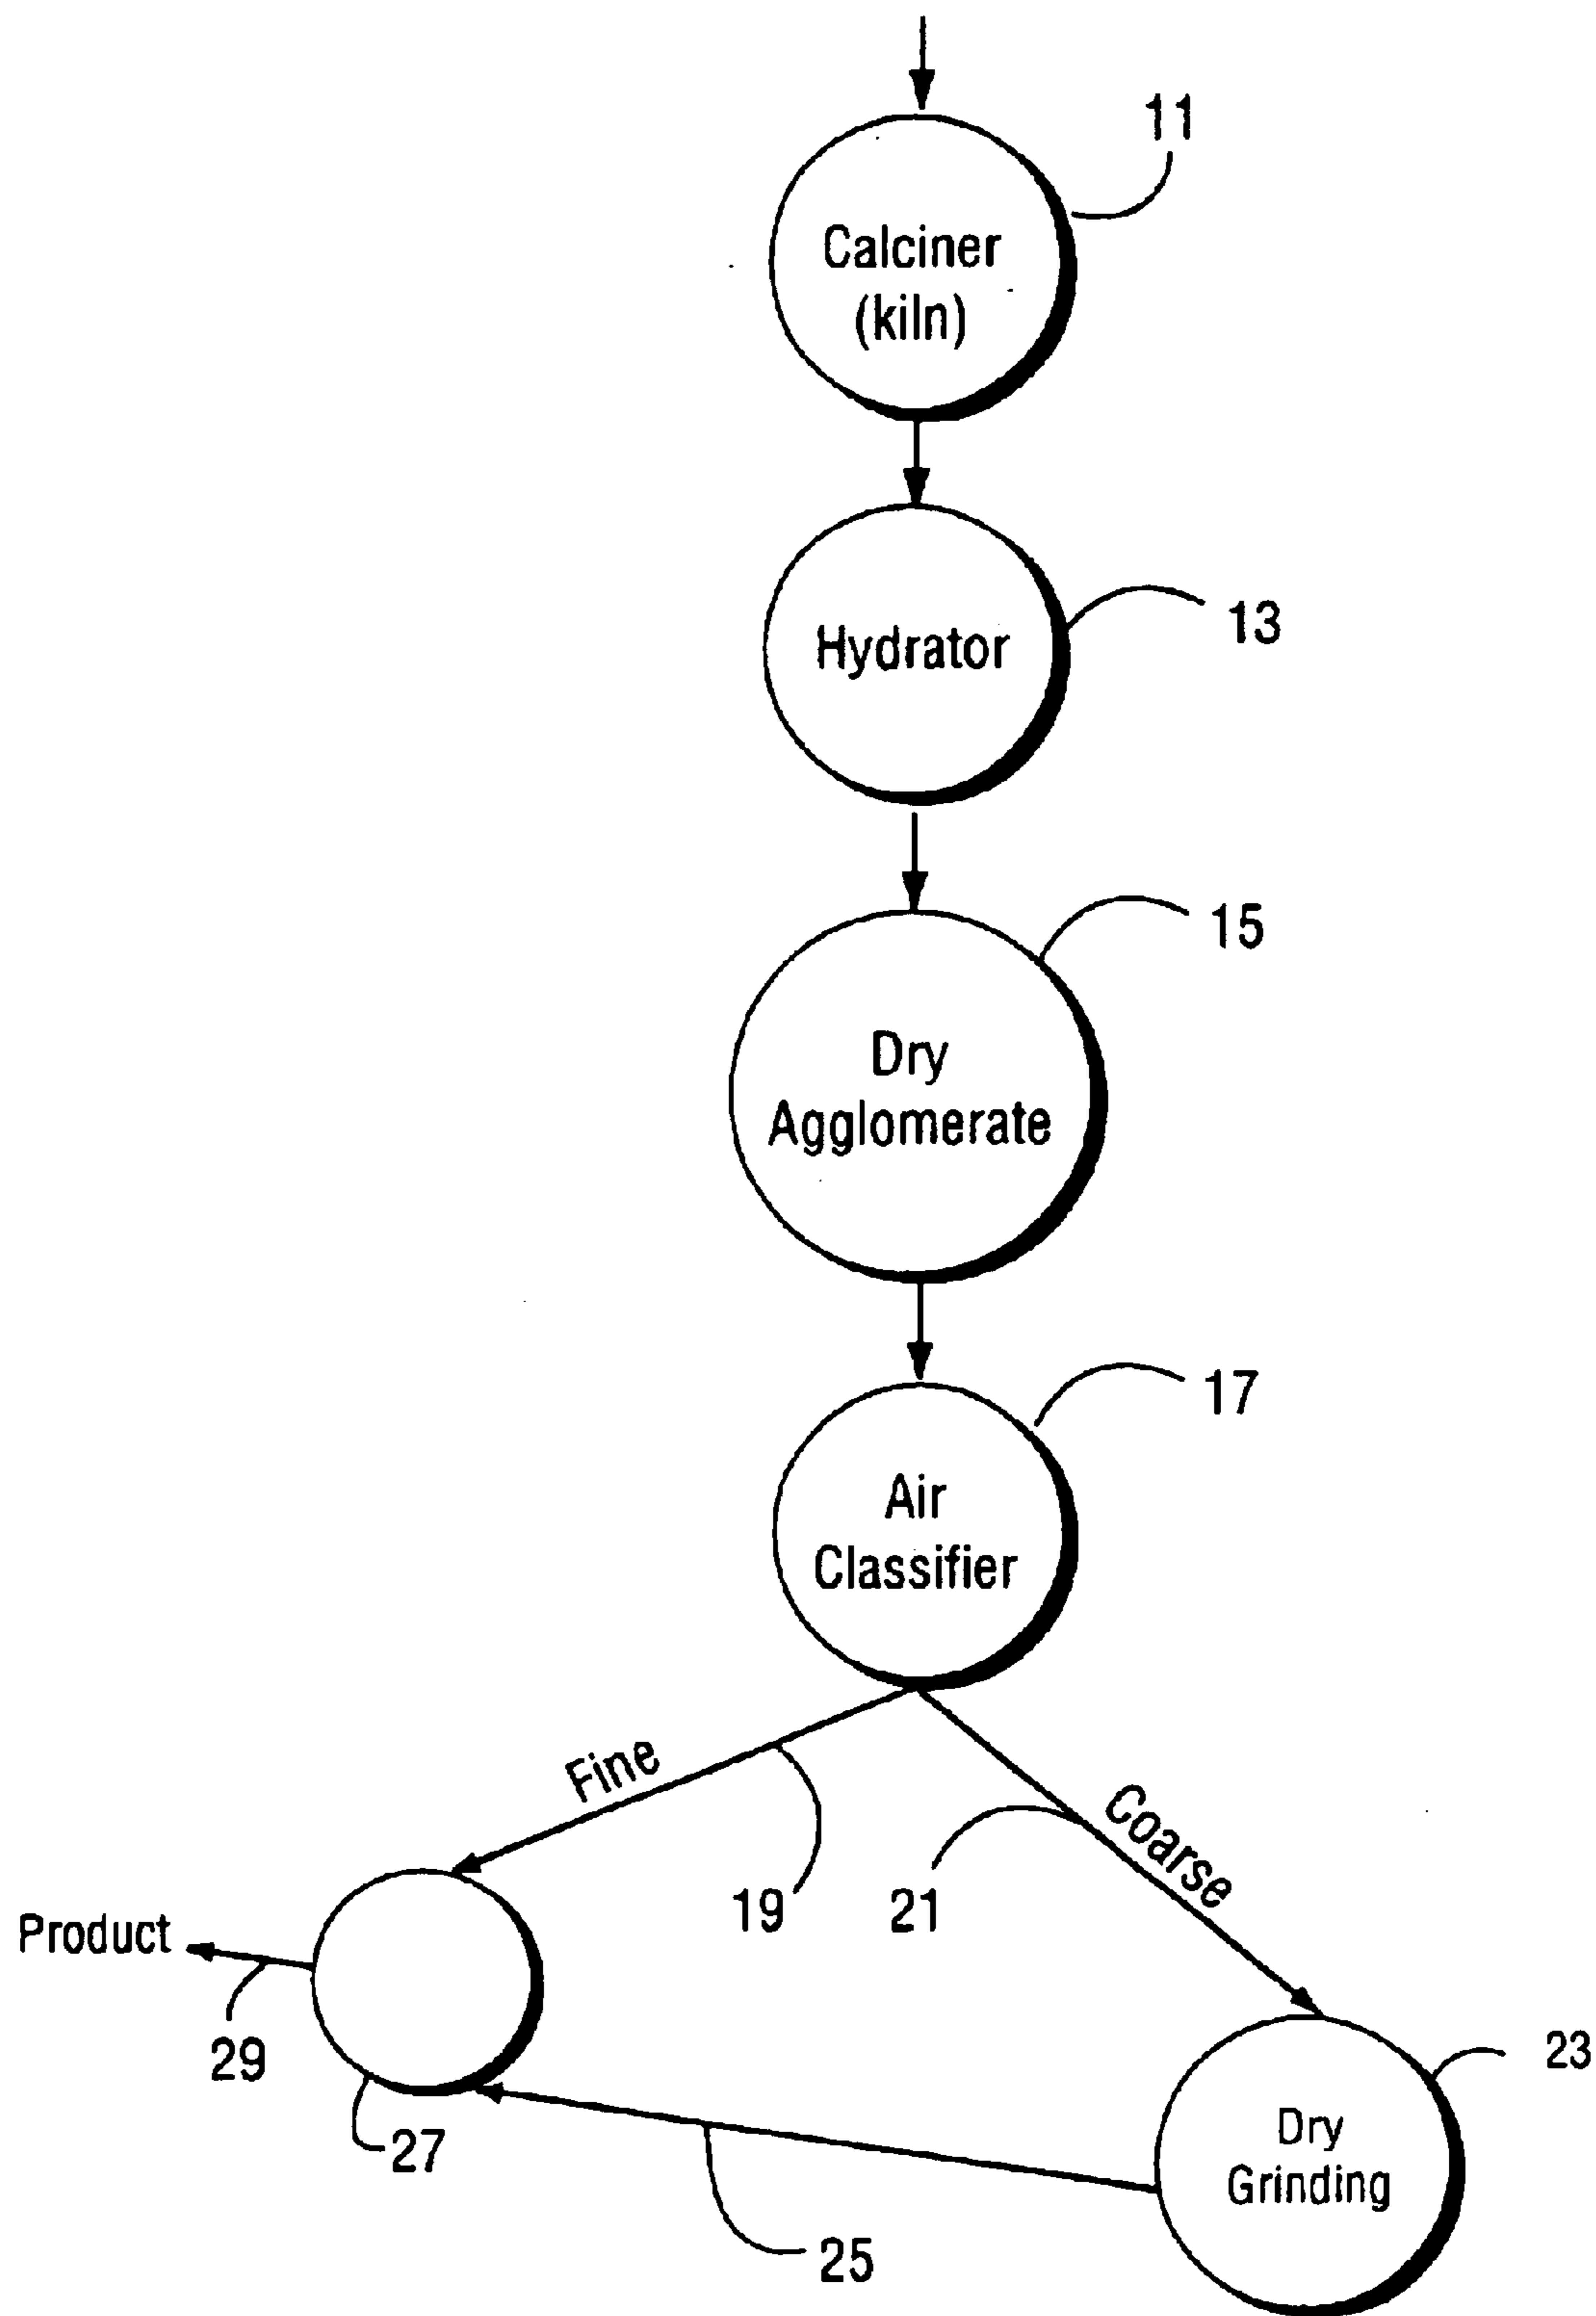 11
Calciner
(kiln)
Hydrator
13
15
Dry
Agglomerate
17
Air
Classifier
Fine
Coarse
19
21
Product
29
27
23
Dry
Grinding
25